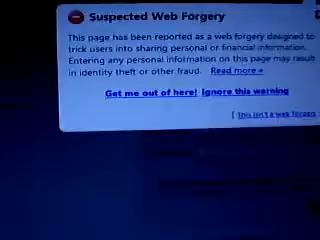 Suspected Web Forgery
This page has been reported as a web forgery designed to
trick users into sharing personal or financial information.
Entering any personal information on this page may result
in identity theft or other fraud. Read more »
Get me out of here! Ignore this warning
[ This isn't a web forgery